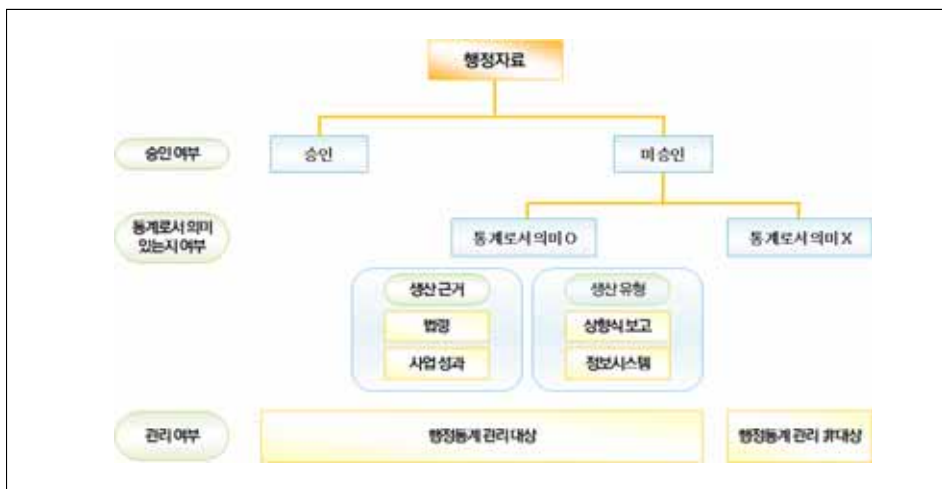 행정자료
승인 여부
승인
미승인
통계로서 의미
있는지 여부
통계로서 의미 O
통계로서 의미 X
생산 근거
생산 유형
법령
상향식 보고
사업 성과
정보시스템
관리 여부
행정통계 관리 대상
행정통계 관리 非대상